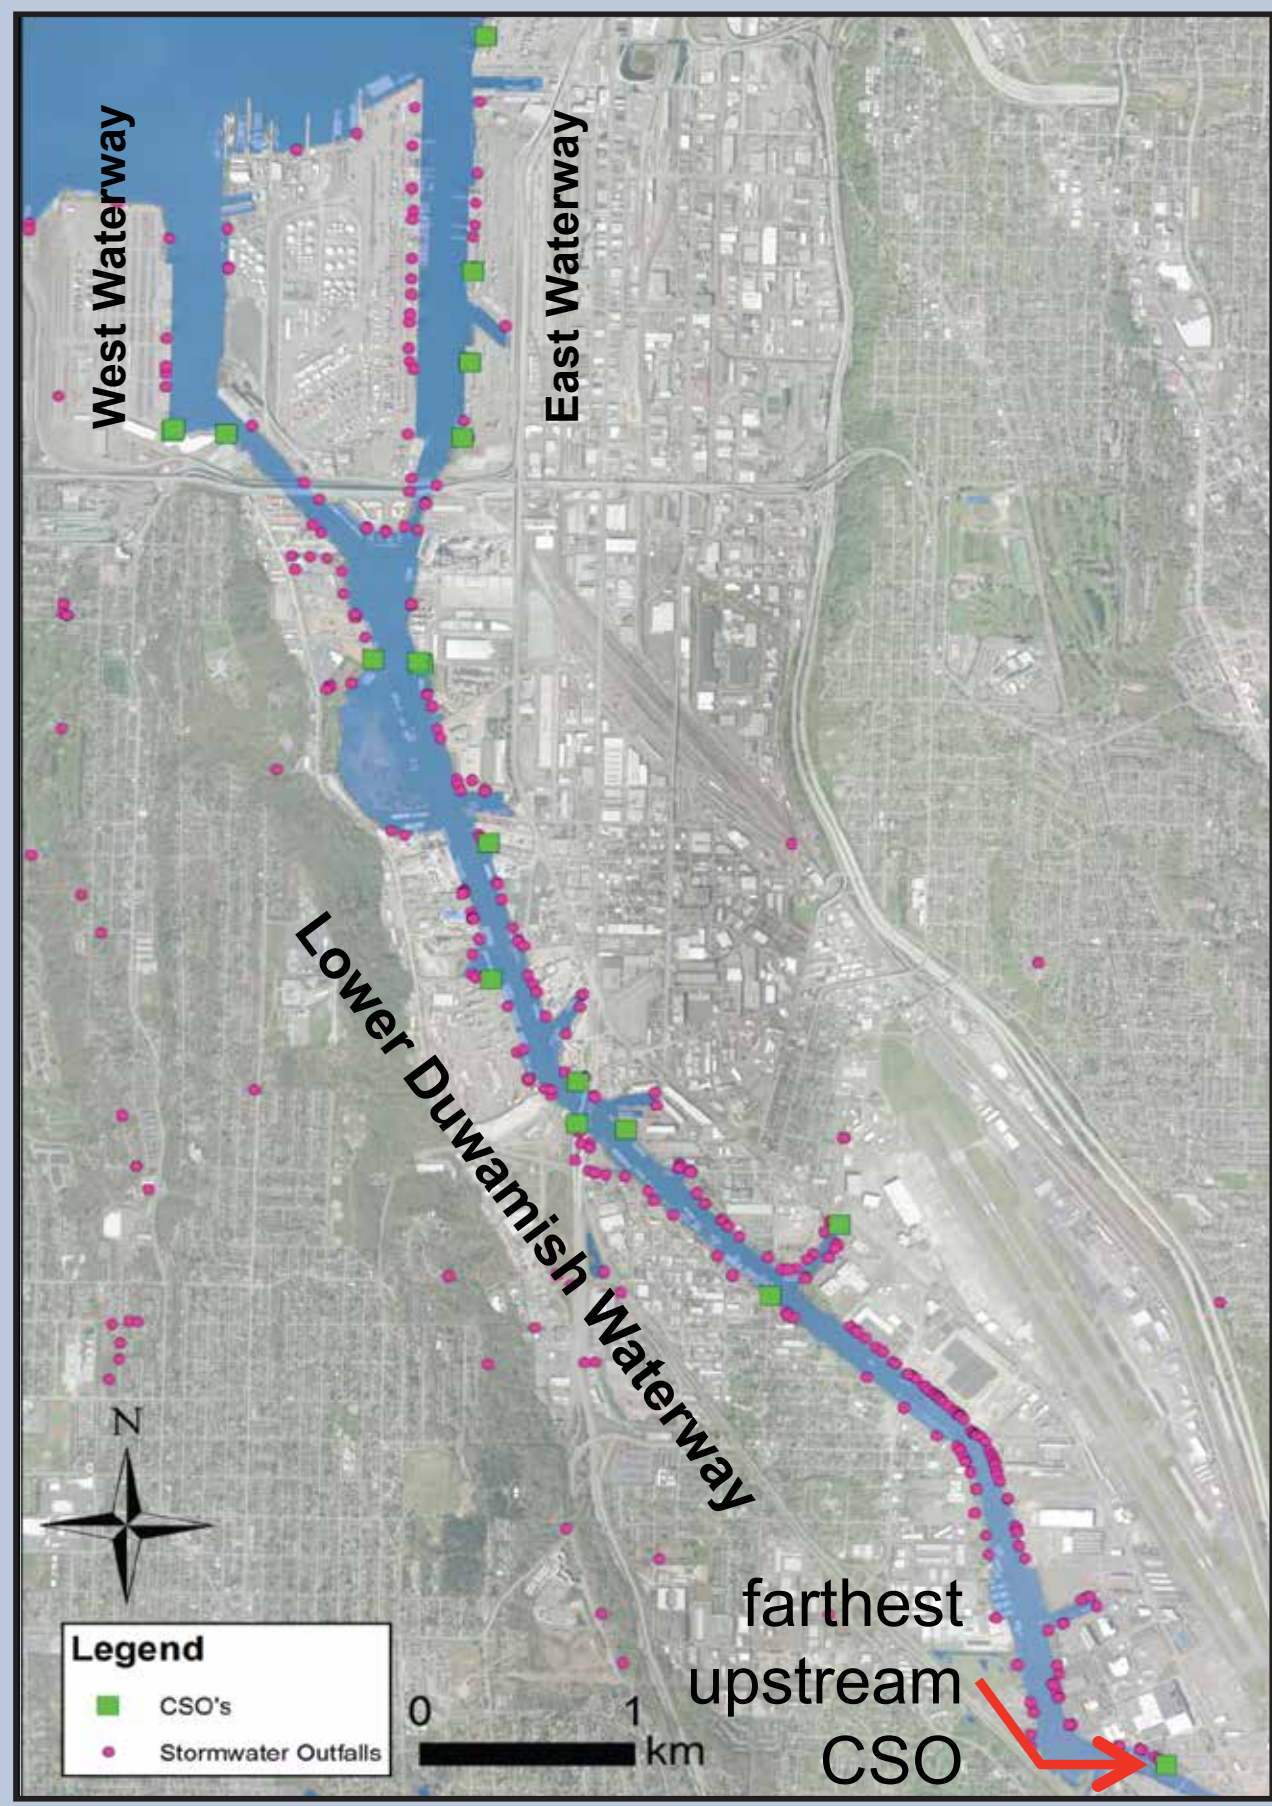 West Waterway
East Waterway
Lower Duwamish Waterway
N
farthest
upstream
CSO
Legend
CSO's
Stormwater Outfalls
0 1
km